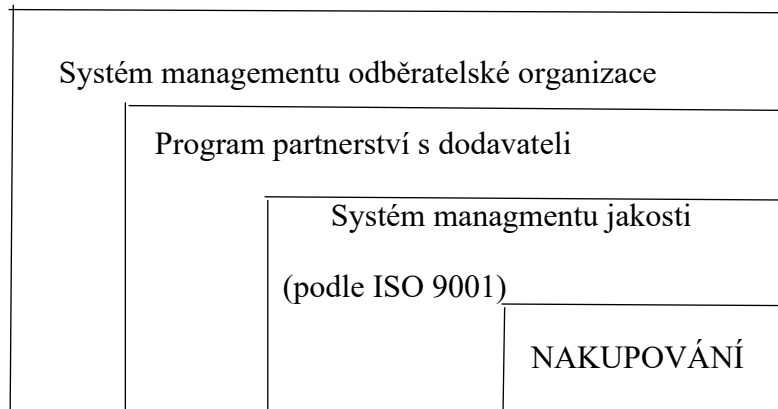 Systém managementu odběratelské organizace
Program partnerství s dodavateli
Systém managmentu jakosti
(podle ISO 9001)
NAKUPOVÁNÍ